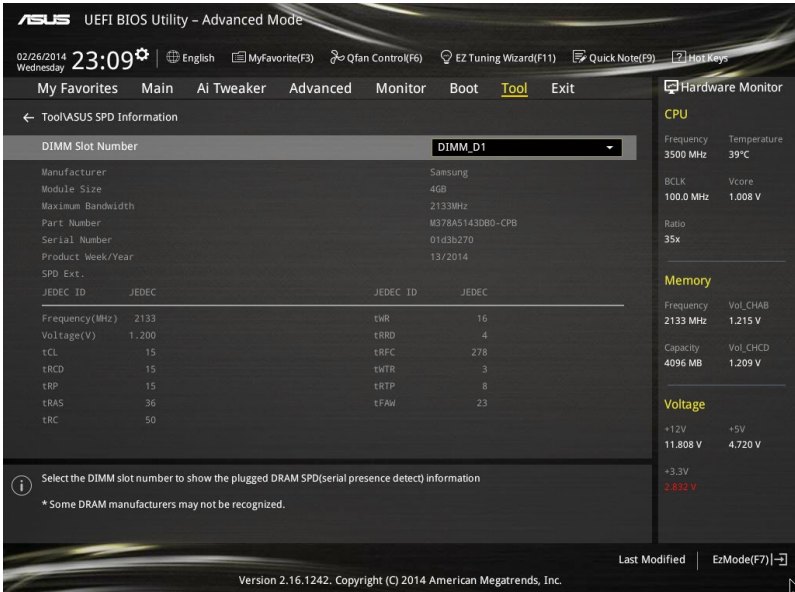 ASUS UEFI BIOS Utility – Advanced Mode
02/26/2014 Wednesday 23:09 English MyFavorite(F3) Qfan Control(F6) EZ Tuning Wizard(F11) Quick Note(F9) ? Hot Keys
My Favorites Main Ai Tweaker Advanced Monitor Boot Tool Exit
← Tool\ASUS SPD Information
DIMM Slot Number DIMM_D1
Manufacturer Samsung
Module Size 4GB
Maximum Bandwidth 2133MHz
Part Number M378A5143DB0-CPB
Serial Number 01d3b270
Product Week/Year 13/2014
SPD Ext.
JEDEC ID JEDEC JEDEC ID JEDEC
Frequency(MHz) 2133 tWR 16
Voltage(V) 1.200 tRRD 4
tCL 15 tRFC 278
tRCD 15 tWTR 3
tRP 15 tRTP 8
tRAS 36 tFAW 23
tRC 50
Select the DIMM slot number to show the plugged DRAM SPD(serial presence detect) information
* Some DRAM manufacturers may not be recognized.
Hardware Monitor
CPU
Frequency Temperature
3500 MHz 39°C
BCLK Vcore
100.0 MHz 1.008 V
Ratio
35x
Memory
Frequency Vol_CHAB
2133 MHz 1.215 V
Capacity Vol_CHCD
4096 MB 1.209 V
Voltage
+12V +5V
11.808 V 4.720 V
+3.3V
2.832 V
Last Modified EzMode(F7)
Version 2.16.1242. Copyright (C) 2014 American Megatrends, Inc.